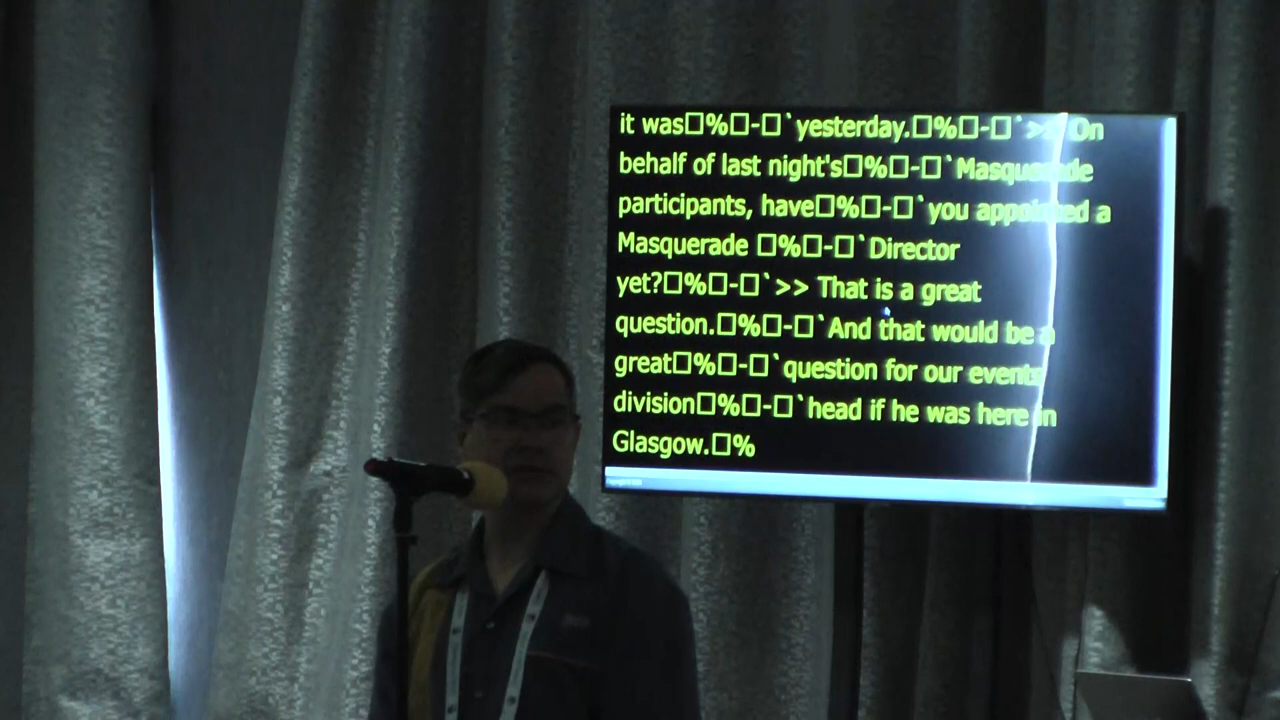 it was□%□-□`yesterday.□%□-□`>> On
behalf of last night's□%□-□`Masquerade
participants, have□%□-□`you appointed a
Masquerade □%□-□`Director
yet?□%□-□`>> That is a great
question.□%□-□`And that would be a
great□%□-□`question for our events
division□%□-□`head if he was here in
Glasgow.□%